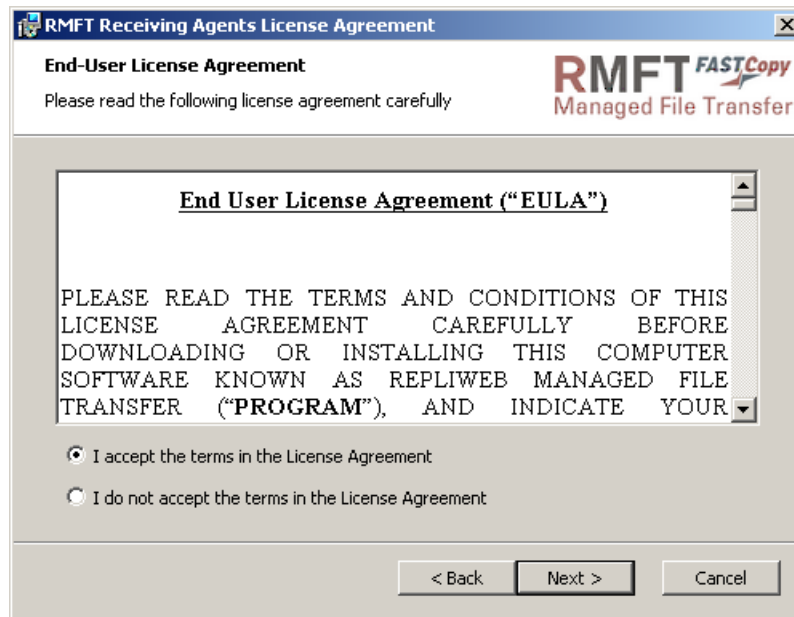 RMFT Receiving Agents License Agreement
End-User License Agreement
Please read the following license agreement carefully
RMFT FASTCopy
Managed File Transfer
End User License Agreement (“EULA”)
PLEASE READ THE TERMS AND CONDITIONS OF THIS
LICENSE AGREEMENT CAREFULLY BEFORE
DOWNLOADING OR INSTALLING THIS COMPUTER
SOFTWARE KNOWN AS REPLIWEB MANAGED FILE
TRANSFER (“PROGRAM”), AND INDICATE YOUR
I accept the terms in the License Agreement
I do not accept the terms in the License Agreement
< Back Next > Cancel